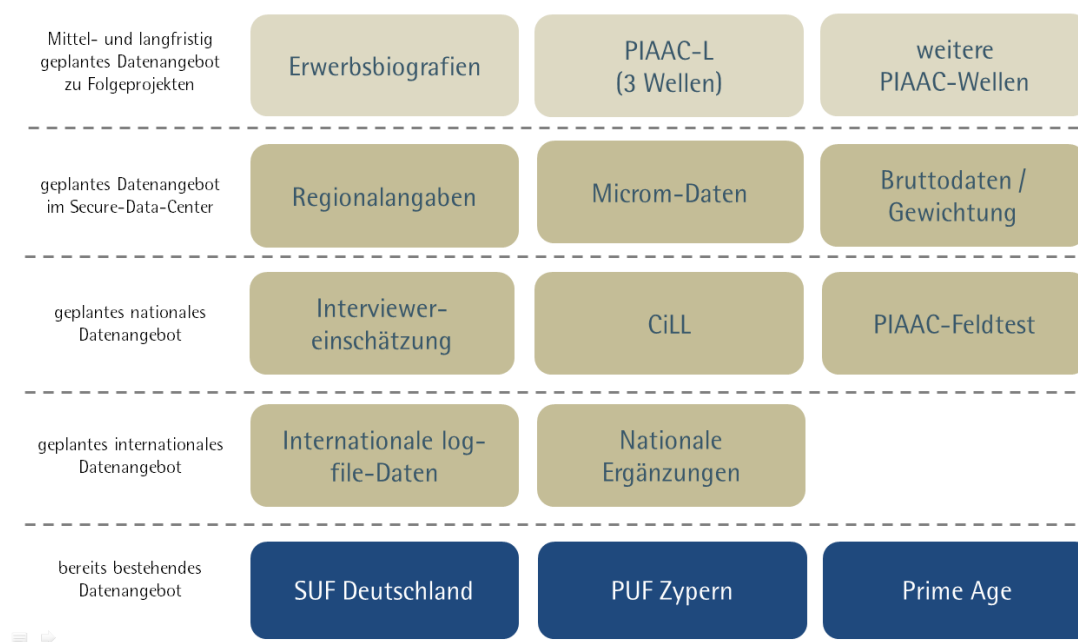 Mittel- und langfristig
geplantes Datenangebot
zu Folgeprojekten
Erwerbsbiografien
PIAAC-L
(3 Wellen)
weitere
PIAAC-Wellen
geplantes Datenangebot
im Secure-Data-Center
Regionalangaben
Microm-Daten
Bruttodaten /
Gewichtung
geplantes nationales
Datenangebot
Interviewer-
einschätzung
CiLL
PIAAC-Feldtest
geplantes internationales
Datenangebot
Internationale log-
file-Daten
Nationale
Ergänzungen
bereits bestehendes
Datenangebot
SUF Deutschland
PUF Zypern
Prime Age